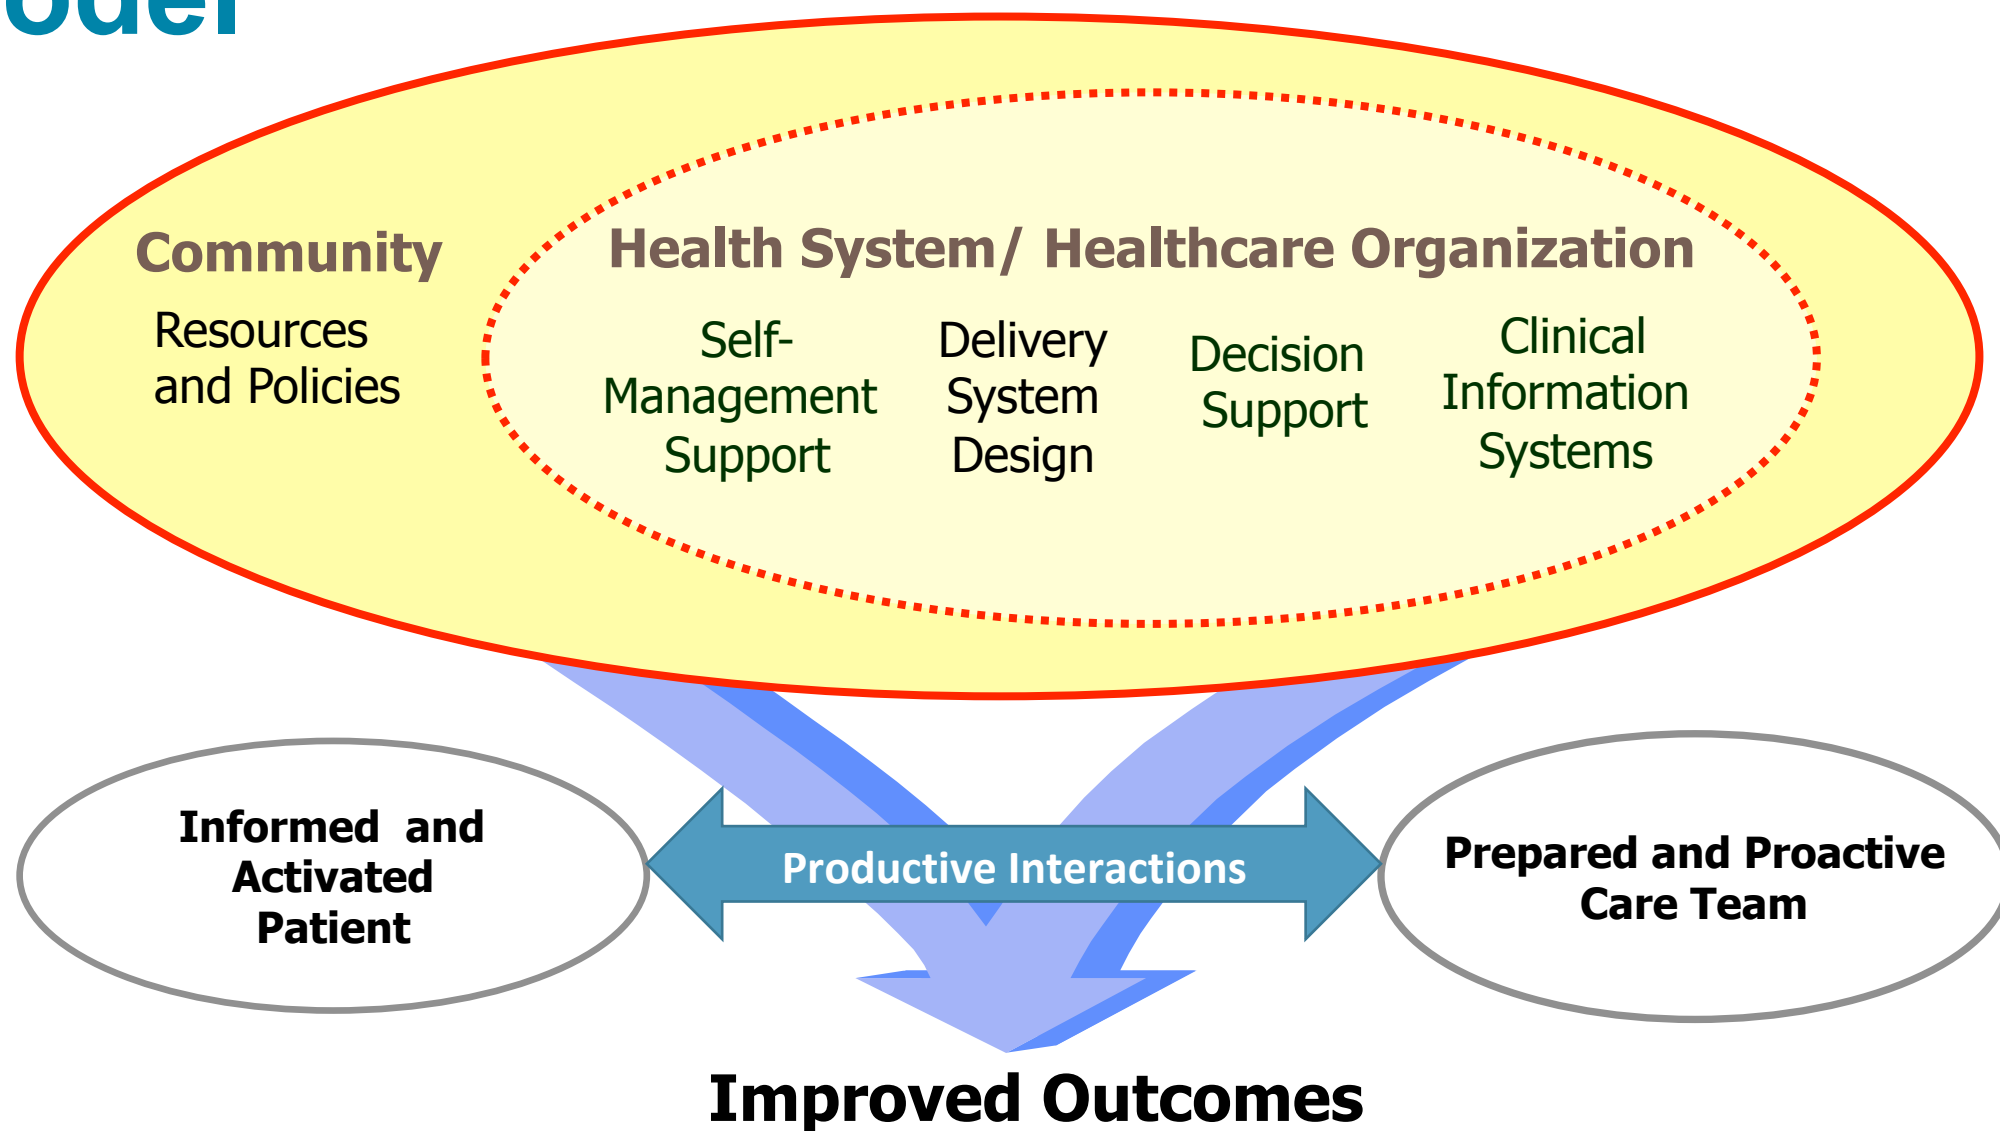 Community
Resources
and Policies
Health System/ Healthcare Organization
Self-
Management
Support
Delivery
System
Design
Decision
Support
Clinical
Information
Systems
Informed  and
Activated
Patient
Productive Interactions
Prepared and Proactive
Care Team
Improved Outcomes